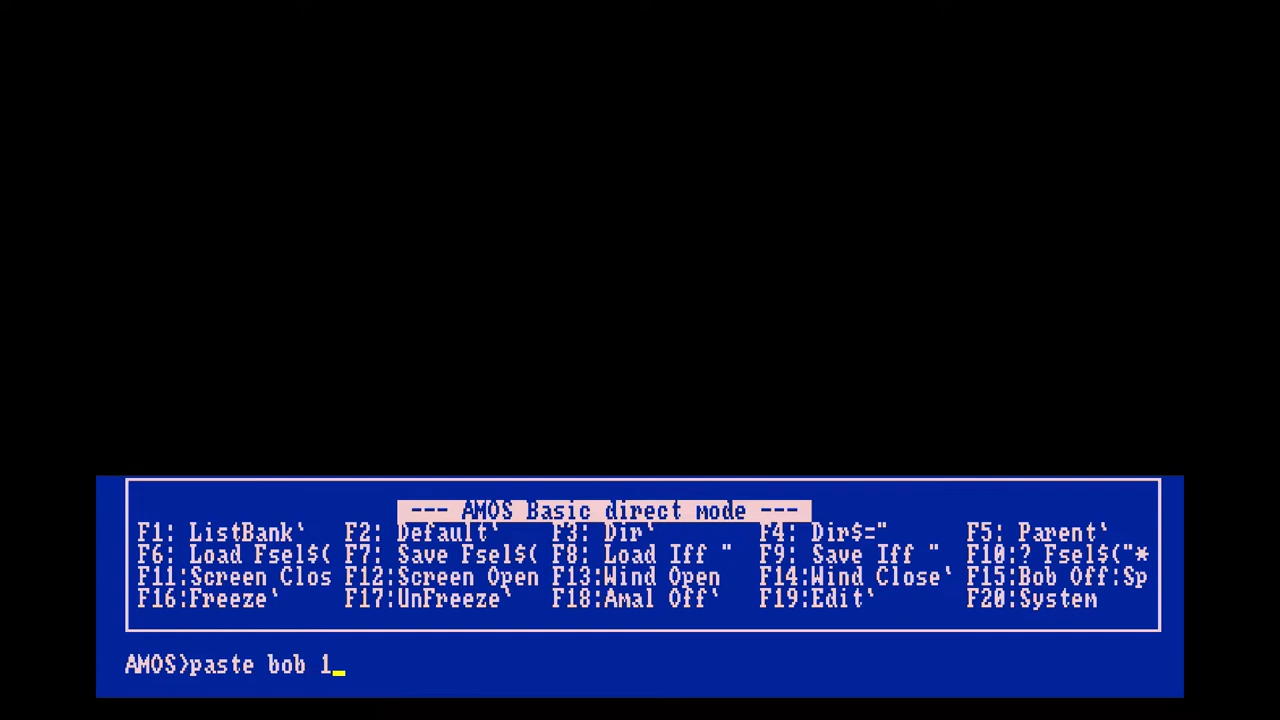 --- AMOS Basic direct mode ---
F1: ListBank` F2: Default` F3: Dir` F4: Dir$=" F5: Parent`
F6: Load Fsel$( F7: Save Fsel$( F8: Load Iff " F9: Save Iff " F10:? Fsel$("*
F11:Screen Clos F12:Screen Open F13:Wind Open F14:Wind Close` F15:Bob Off:Sp
F16:Freeze` F17:UnFreeze` F18:Amal Off` F19:Edit` F20:System
AMOS>paste bob 1